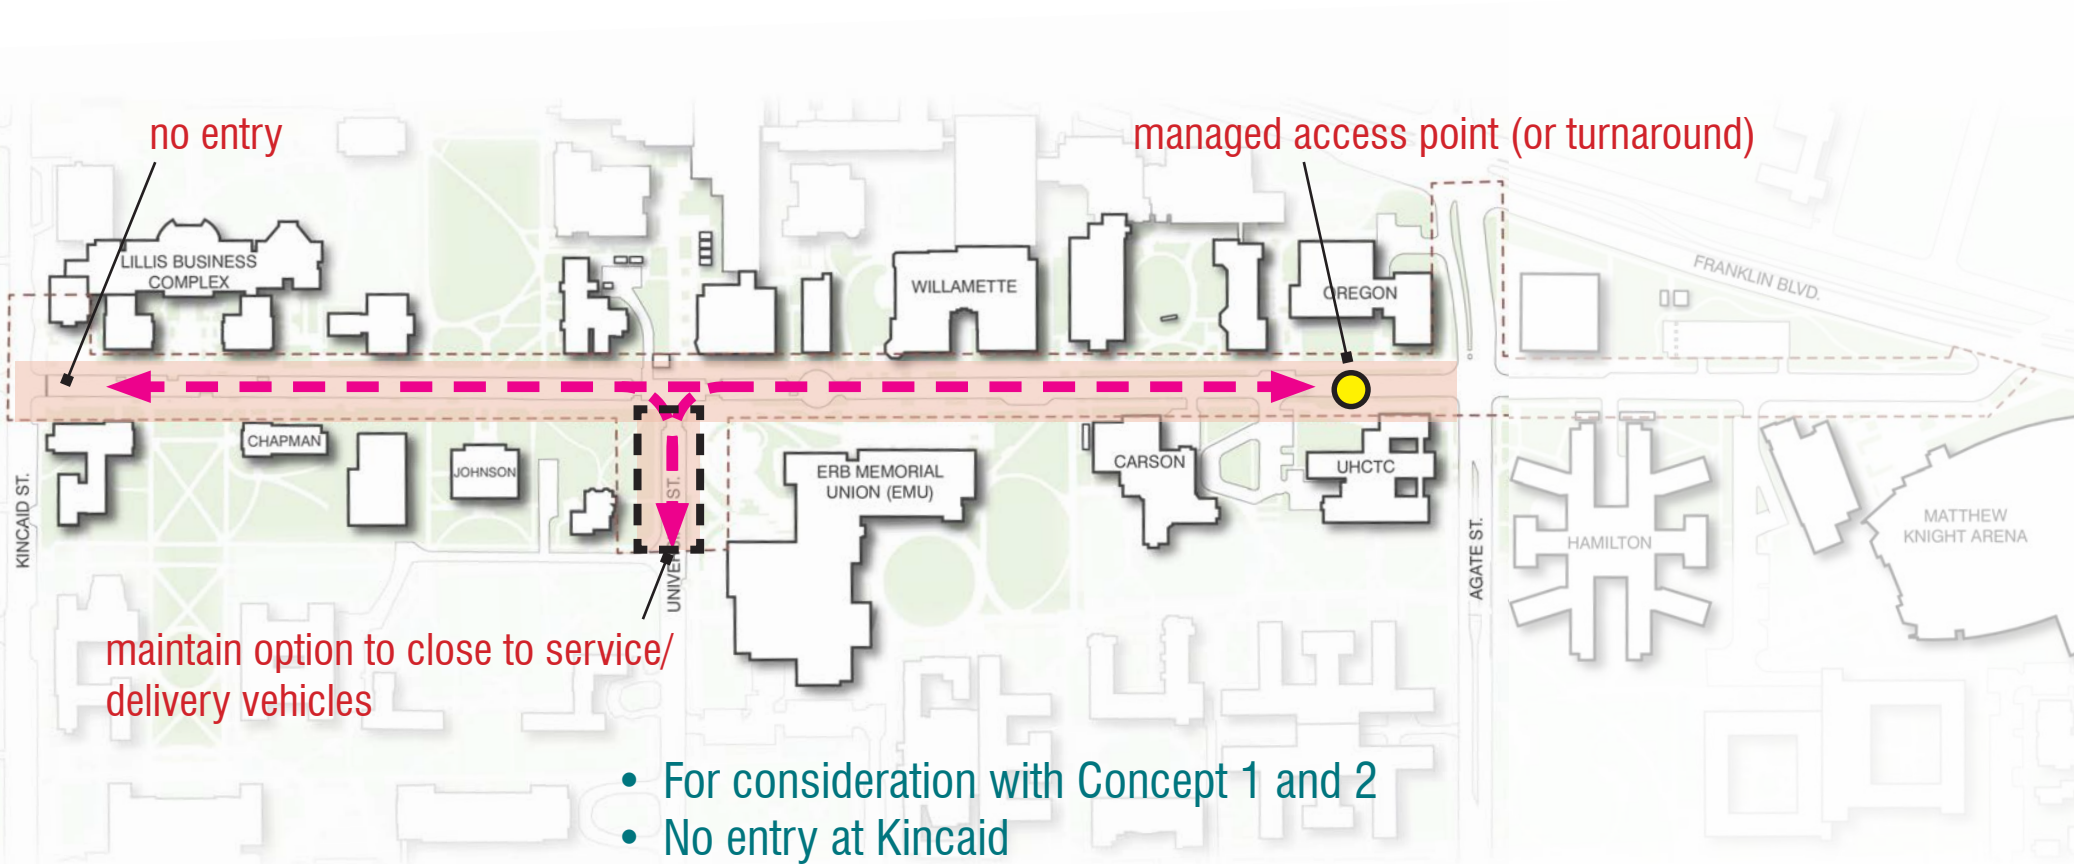 no entry
managed access point (or turnaround)
LILLIS BUSINESS
COMPLEX
WILLAMETTE
OREGON
FRANKLIN BLVD.
CHAPMAN
JOHNSON
ERB MEMORIAL
UNION (EMU)
CARSON
UHCTC
KINCAID ST.
UNIVER
ST.
AGATE ST.
HAMILTON
MATTHEW
KNIGHT ARENA
maintain option to close to service/
delivery vehicles
• For consideration with Concept 1 and 2
• No entry at Kincaid